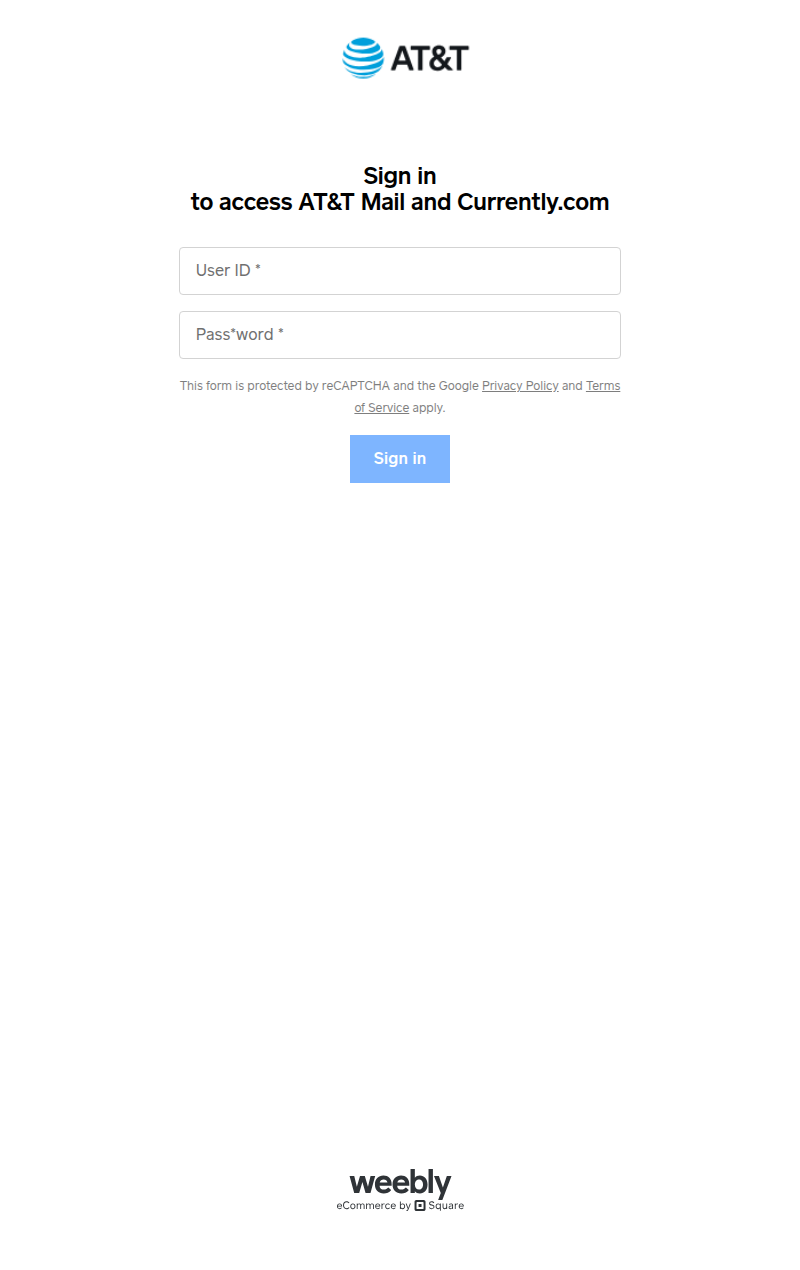 AT&T
Sign in
to access AT&T Mail and Currently.com
User ID *
Pass*word *
This form is protected by reCAPTCHA and the Google Privacy Policy and Terms
of Service apply.
Sign in
weebly
eCommerce by Square